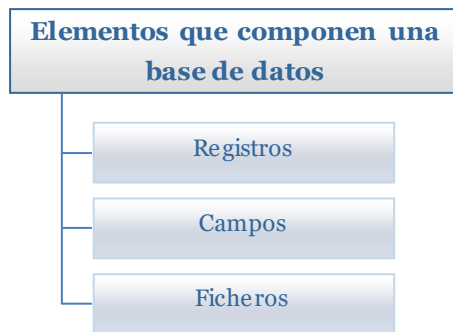 Elementos que componen una
base de datos
Registros
Campos
Ficheros